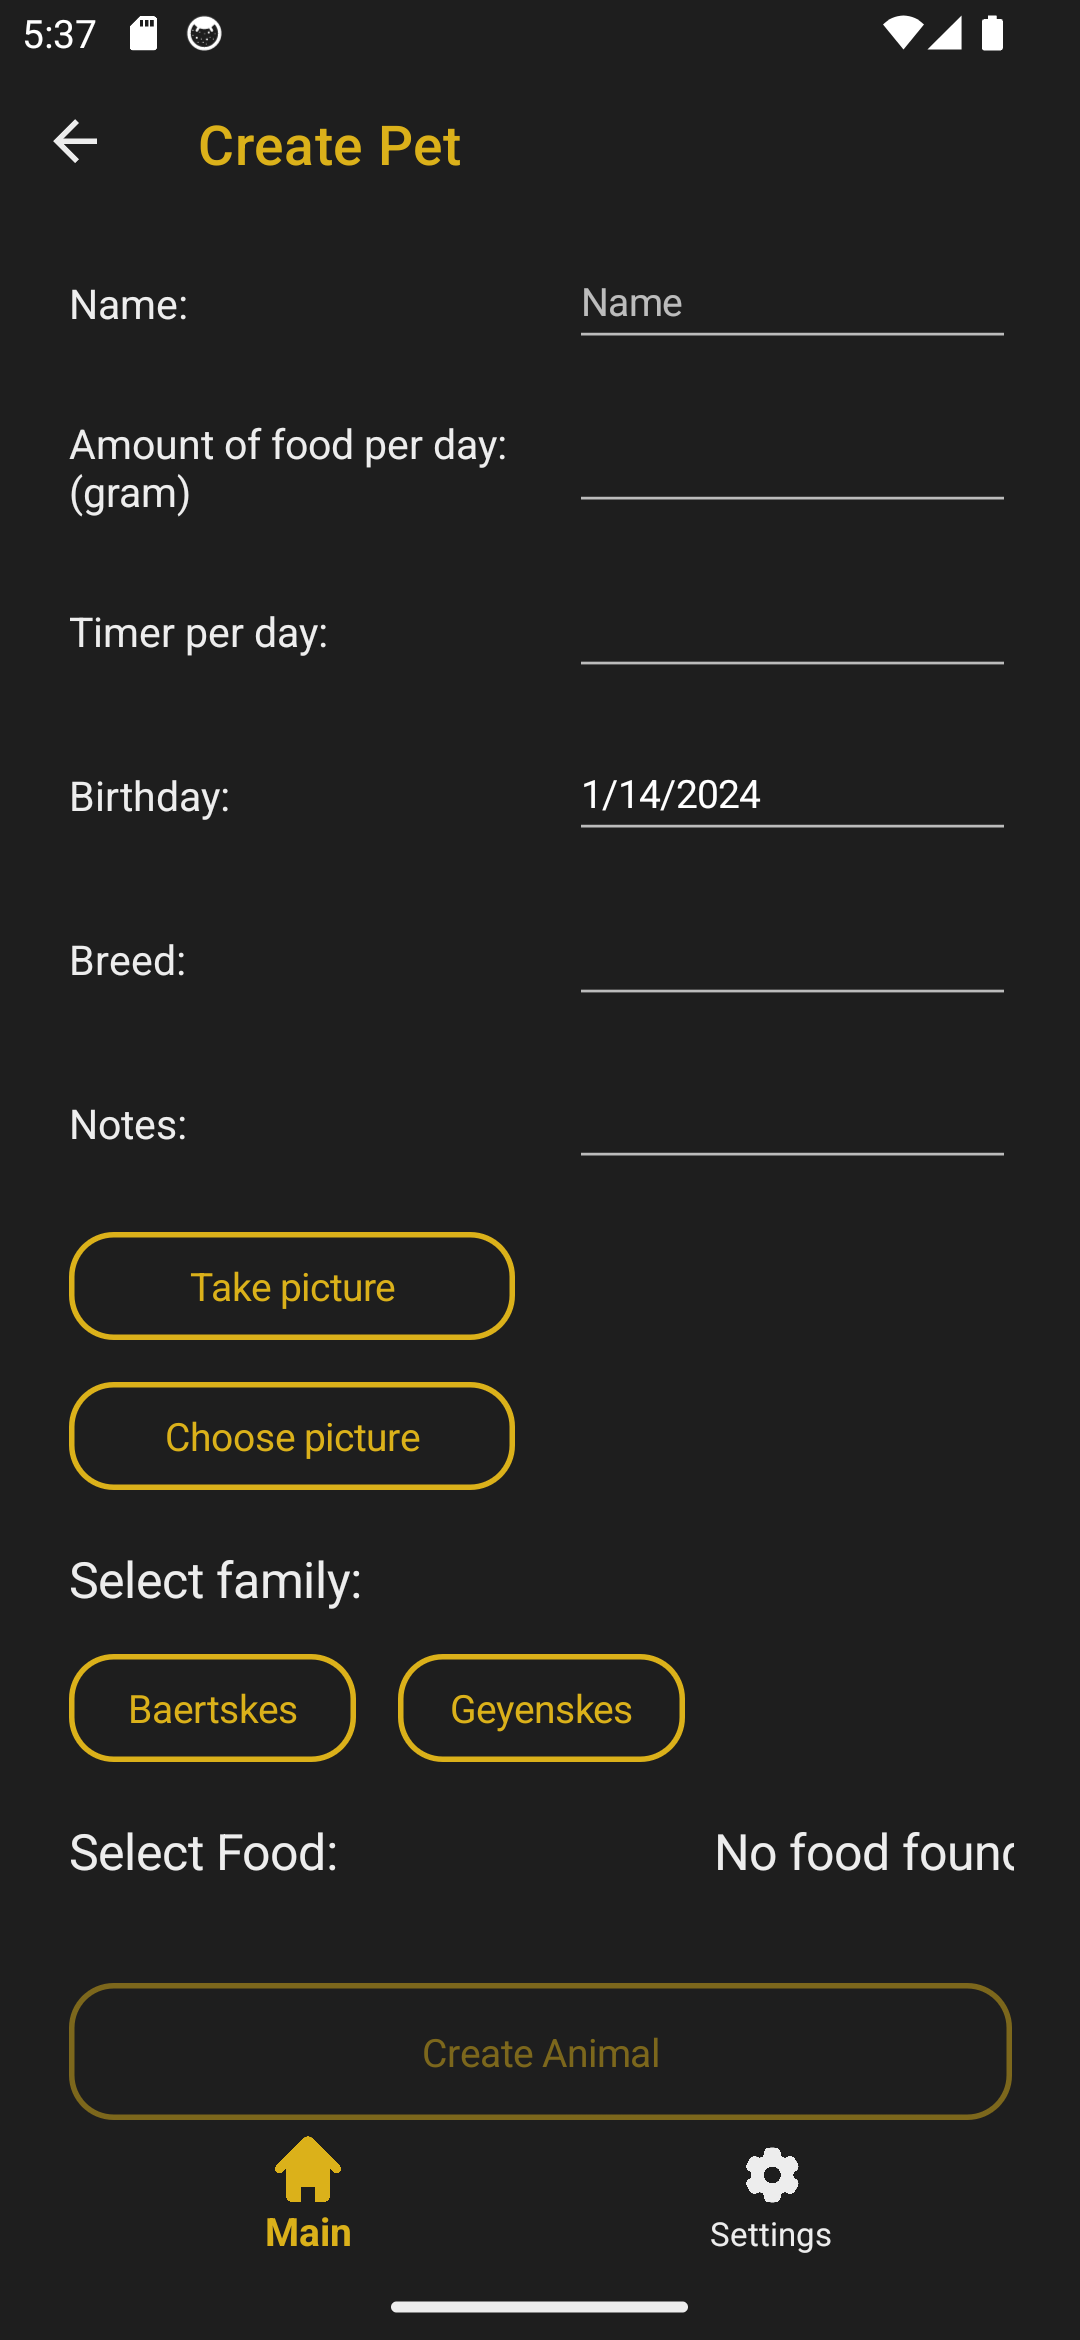 5:37
Create Pet
Name:
Name
Amount of food per day:
(gram)
Timer per day:
Birthday:
1/14/2024
Breed:
Notes:
Take picture
Choose picture
Select family:
Baertskes
Geyenskes
Select Food:
No food found
Create Animal
Main
Settings